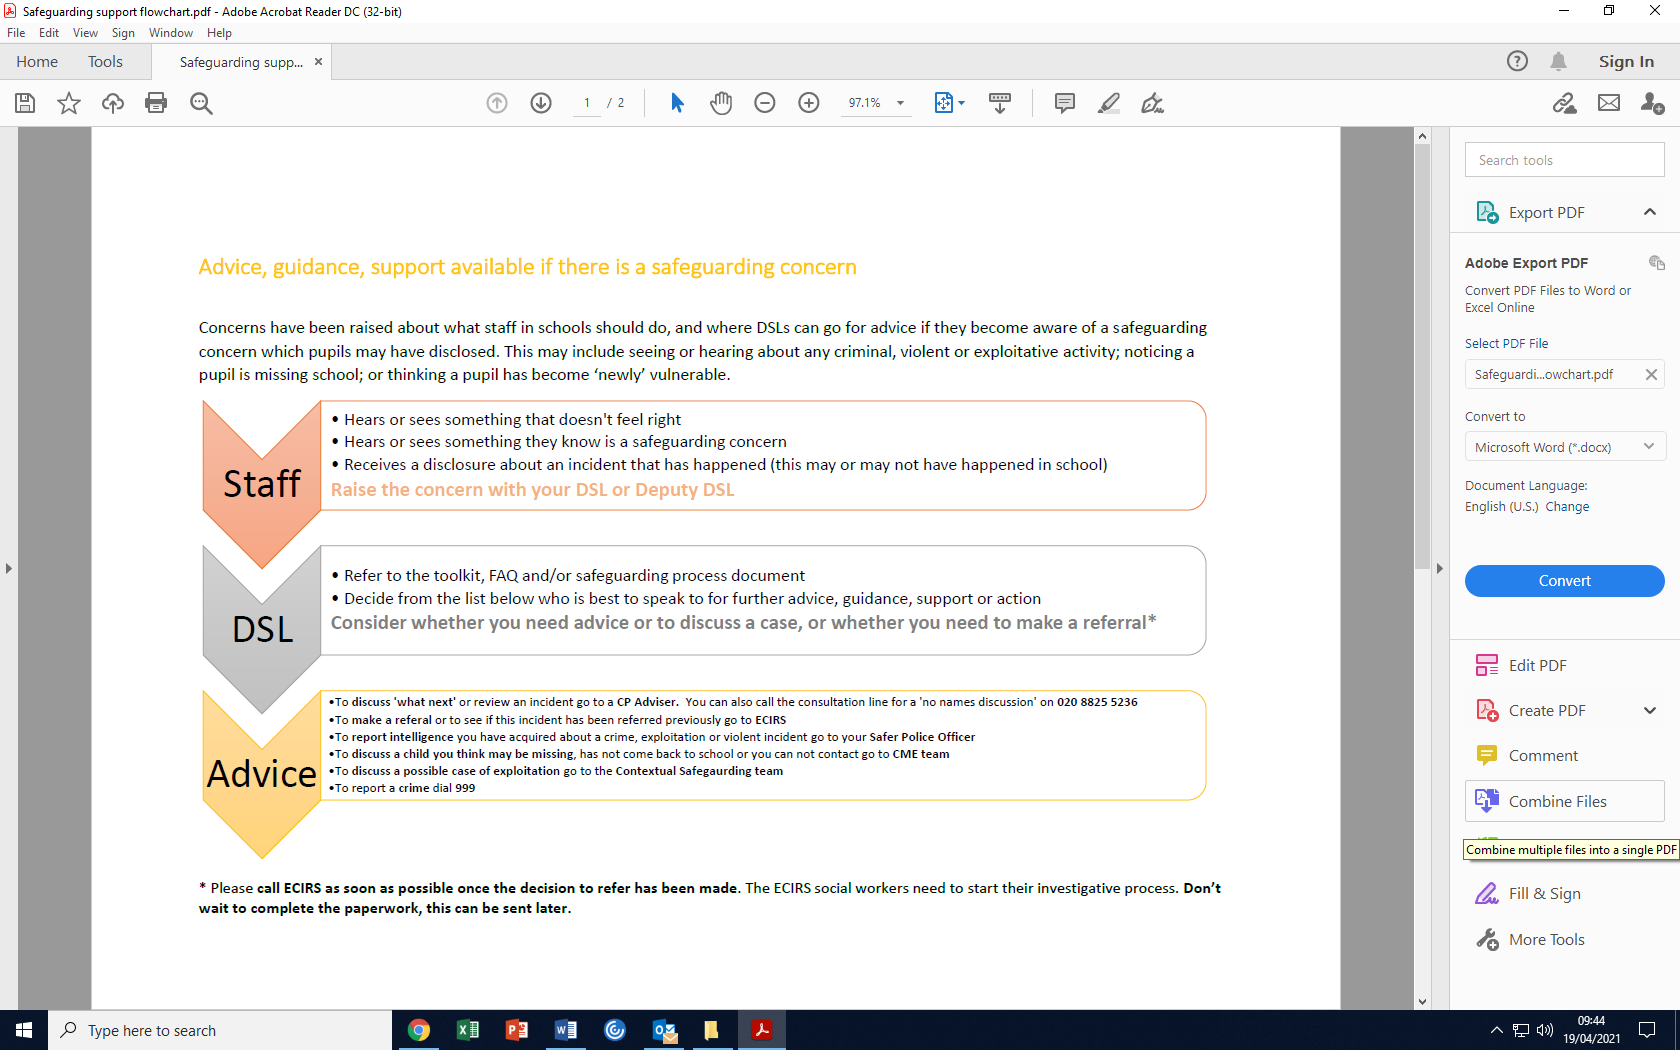 Safeguarding support flowchart.pdf - Adobe Acrobat Reader DC (32-bit)
File Edit View Sign Window Help
Home Tools Safeguarding supp... Sign In
1 / 2 97.1%
Search tools
Export PDF
Adobe Export PDF
Convert PDF Files to Word or
Excel Online
Select PDF File
Safeguardi...owchart.pdf
Convert to
Microsoft Word (*.docx)
Document Language:
English (U.S.) Change
Convert
Edit PDF
Create PDF
Comment
Combine Files
Combine multiple files into a single PDF
Fill & Sign
More Tools
Advice, guidance, support available if there is a safeguarding concern
Concerns have been raised about what staff in schools should do, and where DSLs can go for advice if they become aware of a safeguarding
concern which pupils may have disclosed. This may include seeing or hearing about any criminal, violent or exploitative activity; noticing a
pupil is missing school; or thinking a pupil has become ‘newly’ vulnerable.
Staff
• Hears or sees something that doesn't feel right
• Hears or sees something they know is a safeguarding concern
• Receives a disclosure about an incident that has happened (this may or may not have happened in school)
Raise the concern with your DSL or Deputy DSL
DSL
• Refer to the toolkit, FAQ and/or safeguarding process document
• Decide from the list below who is best to speak to for further advice, guidance, support or action
Consider whether you need advice or to discuss a case, or whether you need to make a referral*
Advice
•To discuss 'what next' or review an incident go to a CP Adviser. You can also call the consultation line for a 'no names discussion' on 020 8825 5236
•To make a referal or to see if this incident has been referred previously go to ECIRS
•To report intelligence you have acquired about a crime, exploitation or violent incident go to your Safer Police Officer
•To discuss a child you think may be missing, has not come back to school or you can not contact go to CME team
•To discuss a possible case of exploitation go to the Contextual Safegaurding team
•To report a crime dial 999
* Please call ECIRS as soon as possible once the decision to refer has been made. The ECIRS social workers need to start their investigative process. Don’t
wait to complete the paperwork, this can be sent later.
Type here to search
09:44
19/04/2021